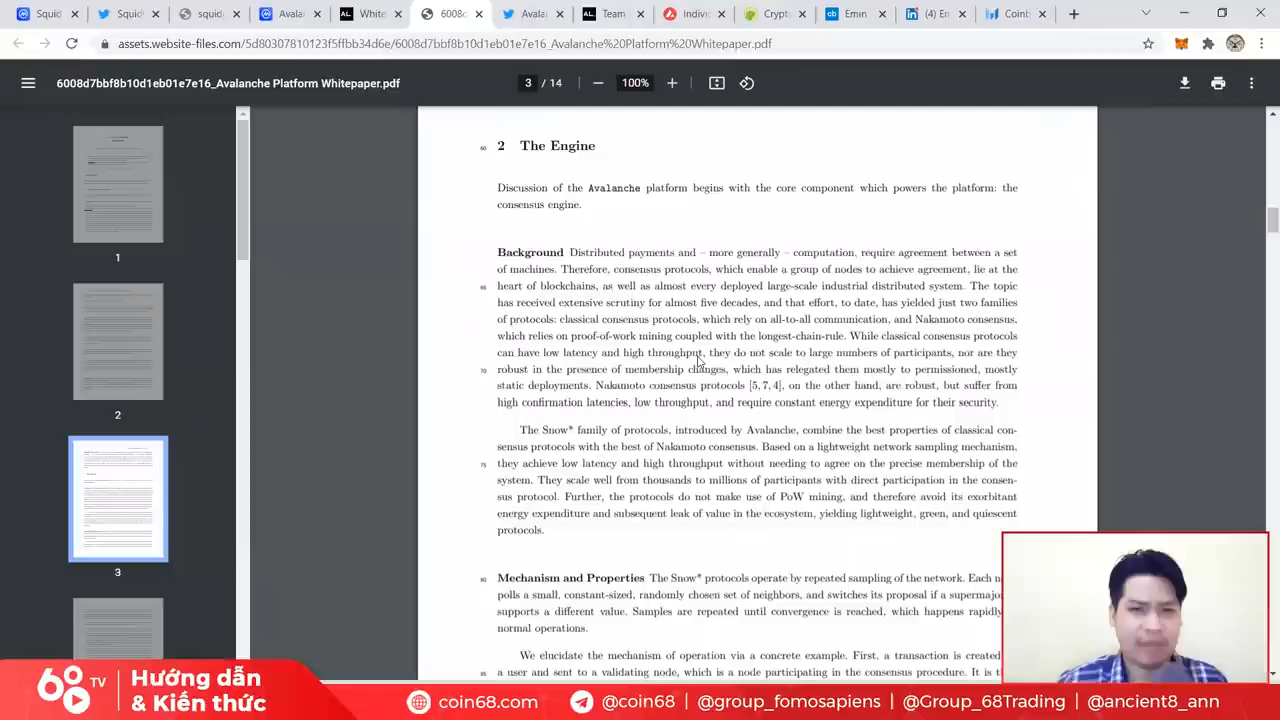 Squid
Squid
squid
Avalan
White
6008d
Avala
Team
Indivi
Crypt
Emin
(4) En
Coinb
assets.website-files.com/5d80307810123f5ffbb34d6e/6008d7bbf8b10d1eb01e7e16_Avalanche%20Platform%20Whitepaper.pdf
6008d7bbf8b10d1eb01e7e16_Avalanche Platform Whitepaper.pdf
3 / 14
100%
1
2
3
60 2 The Engine
Discussion of the Avalanche platform begins with the core component which powers the platform: the
consensus engine.
Background Distributed payments and – more generally – computation, require agreement between a set
of machines. Therefore, consensus protocols, which enable a group of nodes to achieve agreement, lie at the
65 heart of blockchains, as well as almost every deployed large-scale industrial distributed system. The topic
has received extensive scrutiny for almost five decades, and that effort, to date, has yielded just two families
of protocols: classical consensus protocols, which rely on all-to-all communication, and Nakamoto consensus,
which relies on proof-of-work mining coupled with the longest-chain-rule. While classical consensus protocols
can have low latency and high throughput, they do not scale to large numbers of participants, nor are they
70 robust in the presence of membership changes, which has relegated them mostly to permissioned, mostly
static deployments. Nakamoto consensus protocols [5, 7, 4], on the other hand, are robust, but suffer from
high confirmation latencies, low throughput, and require constant energy expenditure for their security.
The Snow* family of protocols, introduced by Avalanche, combine the best properties of classical con-
sensus protocols with the best of Nakamoto consensus. Based on a lightweight network sampling mechanism,
75 they achieve low latency and high throughput without needing to agree on the precise membership of the
system. They scale well from thousands to millions of participants with direct participation in the consen-
sus protocol. Further, the protocols do not make use of PoW mining, and therefore avoid its exorbitant
energy expenditure and subsequent leak of value in the ecosystem, yielding lightweight, green, and quiescent
protocols.
80 Mechanism and Properties The Snow* protocols operate by repeated sampling of the network. Each n
polls a small, constant-sized, randomly chosen set of neighbors, and switches its proposal if a supermajo
supports a different value. Samples are repeated until convergence is reached, which happens rapidly
normal operations.
We elucidate the mechanism of operation via a concrete example. First, a transaction is created
85 a user and sent to a validating node, which is a node participating in the consensus procedure. It is t
68 TV
Hướng dẫn
& Kiến thức
coin68.com
@coin68 | @group_fomosapiens | @Group_68Trading | @ancient8_ann